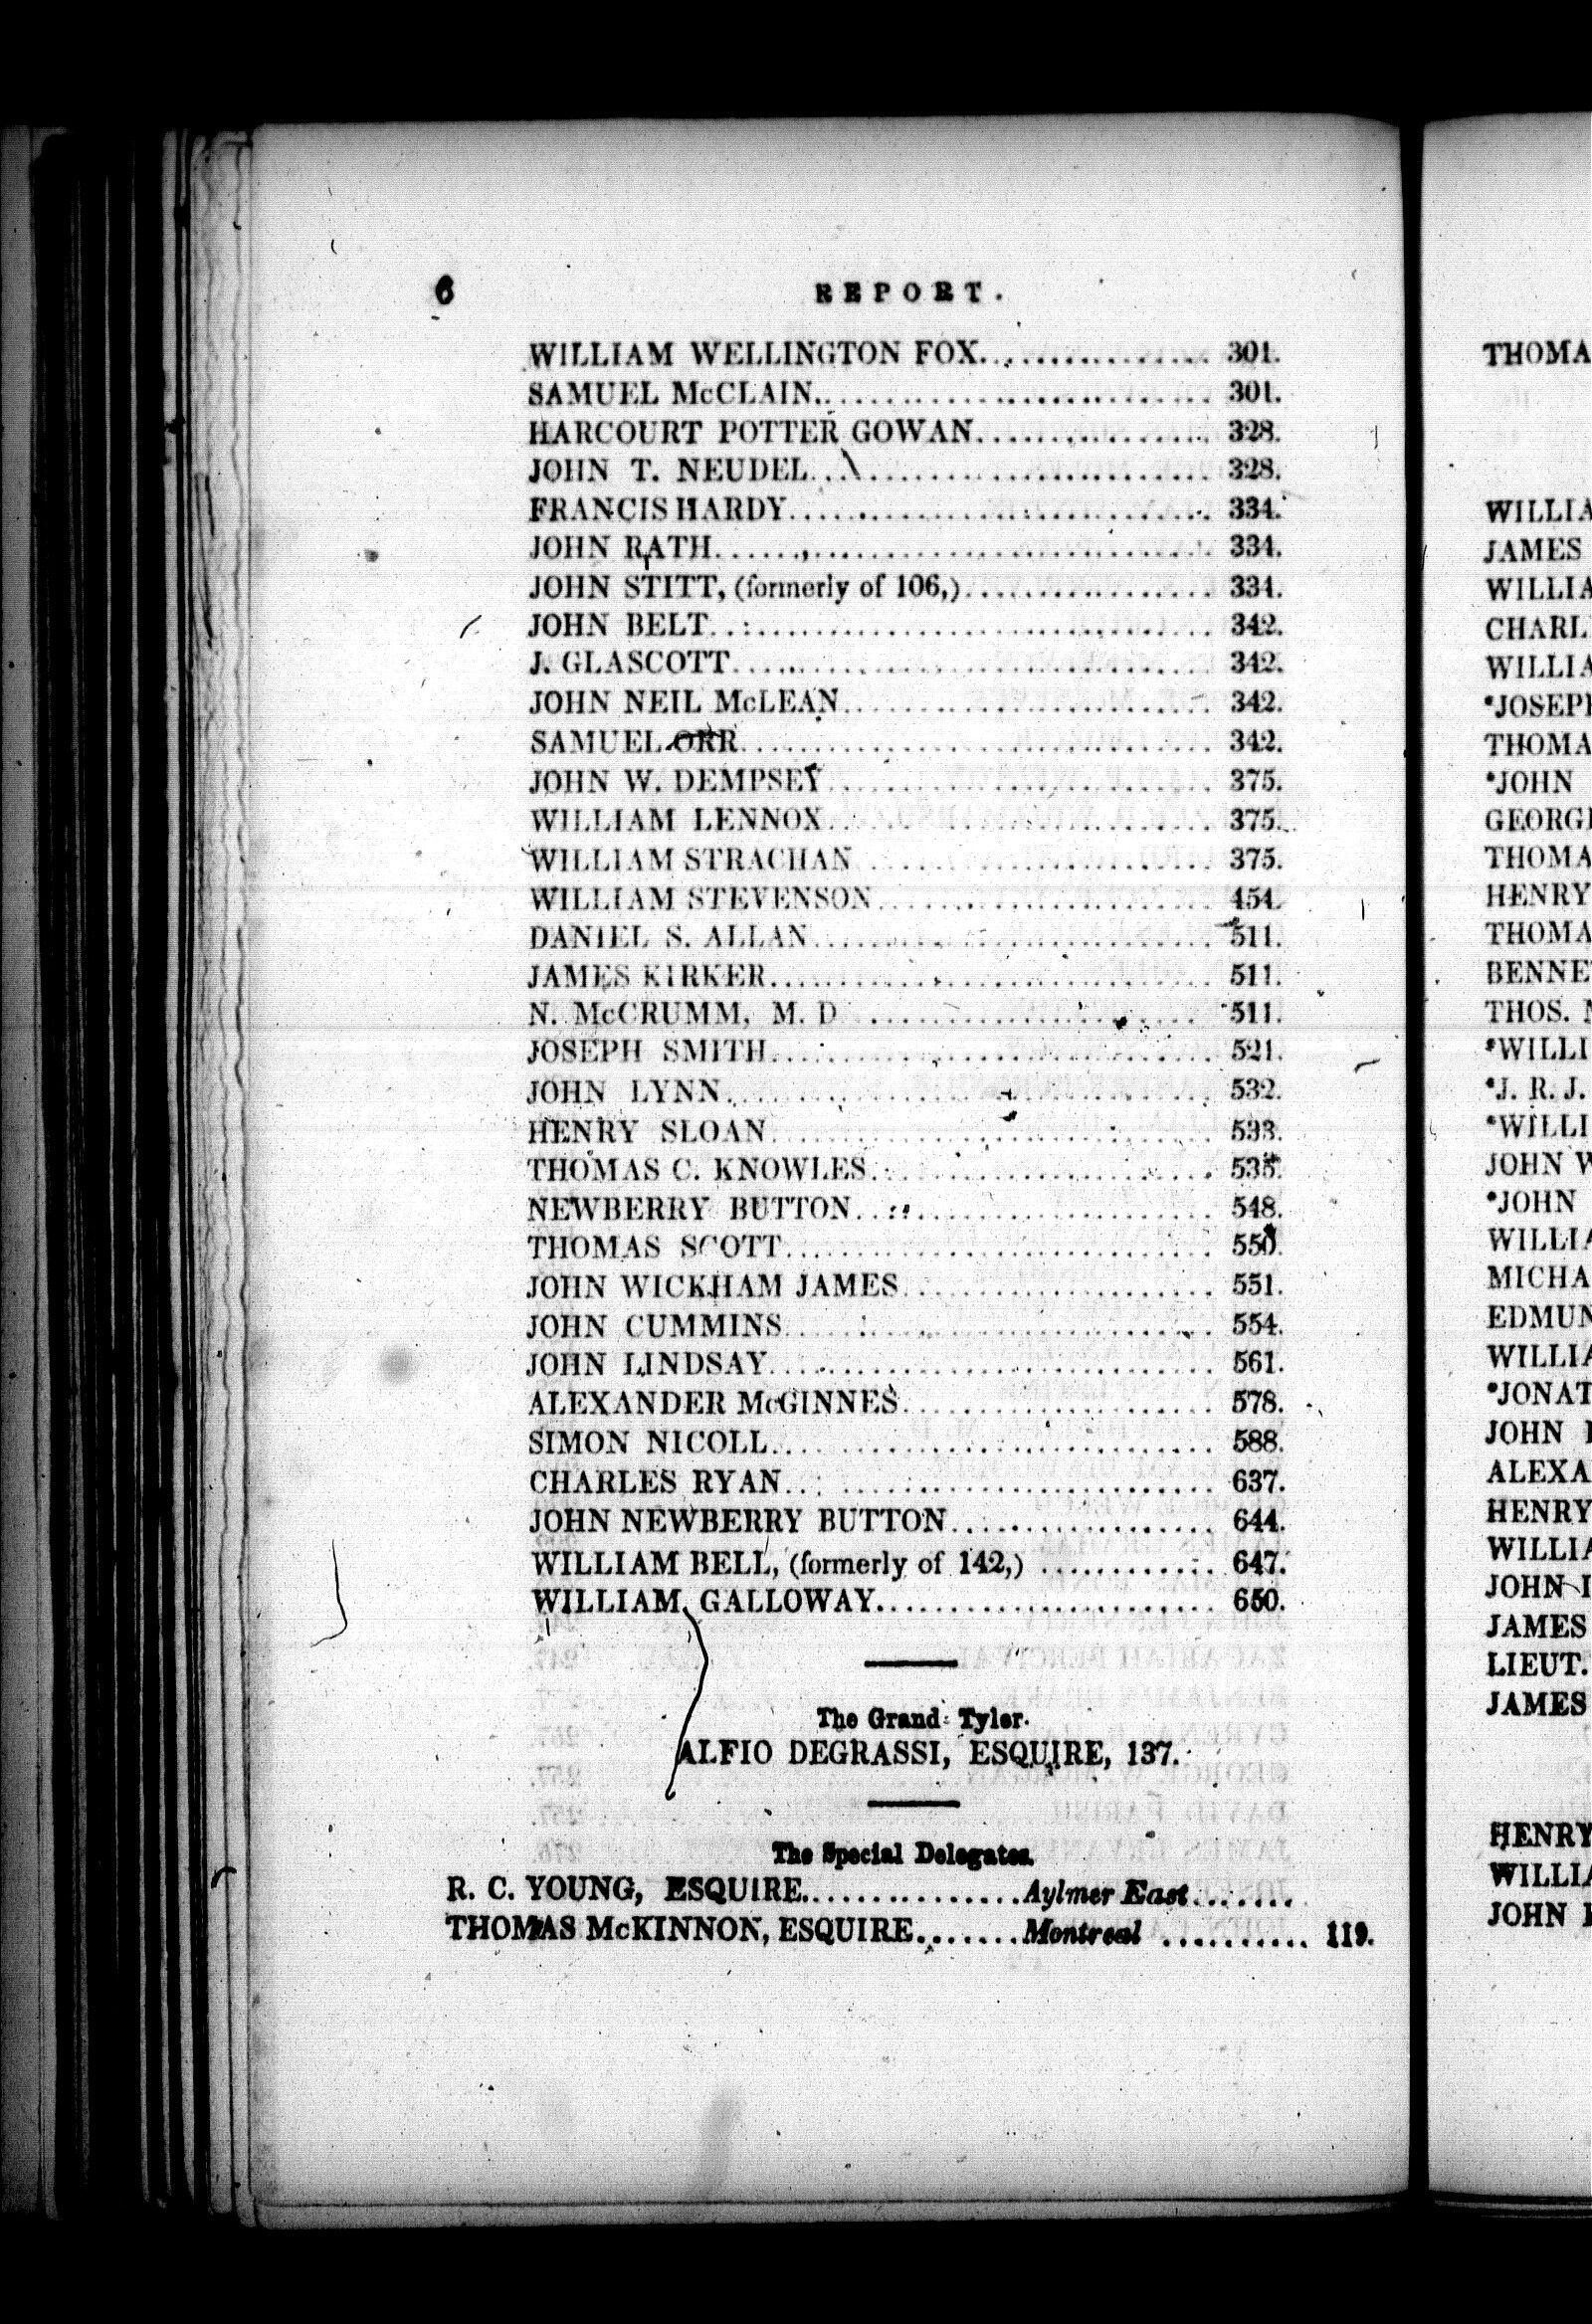 6 REPORT.
WILLIAM WELLINGTON FOX................ 301.
SAMUEL McCLAIN........................... 301.
HARCOURT POTTER GOWAN................ 328.
JOHN T. NEUDEL........................... 328.
FRANCIS HARDY............................. 334.
JOHN RATH.................................. 334.
JOHN STITT, (formerly of 106,)................. 334.
JOHN BELT.................................. 342.
J. GLASCOTT................................. 342.
JOHN NEIL McLEAN......................... 342.
SAMUEL ORR................................ 342.
JOHN W. DEMPSEY.......................... 375.
WILLIAM LENNOX.......................... 375.
WILLIAM STRACHAN........................ 375.
WILLIAM STEVENSON....................... 454.
DANIEL S. ALLAN........................... 511.
JAMES KIRKER.............................. 511.
N. McCRUMM, M. D......................... 511.
JOSEPH SMITH.............................. 521.
JOHN LYNN................................. 532.
HENRY SLOAN.............................. 533.
THOMAS C. KNOWLES....................... 535.
NEWBERRY BUTTON........................ 548.
THOMAS SCOTT............................. 550.
JOHN WICKHAM JAMES..................... 551.
JOHN CUMMINS............................. 554.
JOHN LINDSAY.............................. 561.
ALEXANDER McGINNES..................... 578.
SIMON NICOLL.............................. 588.
CHARLES RYAN............................. 637.
JOHN NEWBERRY BUTTON.................. 644.
WILLIAM BELL, (formerly of 142,) ............ 647.
WILLIAM GALLOWAY....................... 650.
The Grand Tyler.
ALFIO DEGRASSI, ESQUIRE, 137.
The Special Delegates.
R. C. YOUNG, ESQUIRE...............Aylmer East.......
THOMAS McKINNON, ESQUIRE.......Montreal .......... 119.
THOMA
WILLIA
JAMES
WILLIA
CHARL
WILLIA
*JOSEPH
THOMA
*JOHN
GEORGE
THOMA
HENRY
THOMA
BENNE
THOS.
*WILLI
*J. R. J.
*WILLI
JOHN W
*JOHN
WILLIA
MICHA
EDMUN
WILLIA
*JONAT
JOHN
ALEXA
HENRY
WILLIA
JOHN
JAMES
LIEUT.
JAMES
HENRY
WILLIA
JOHN